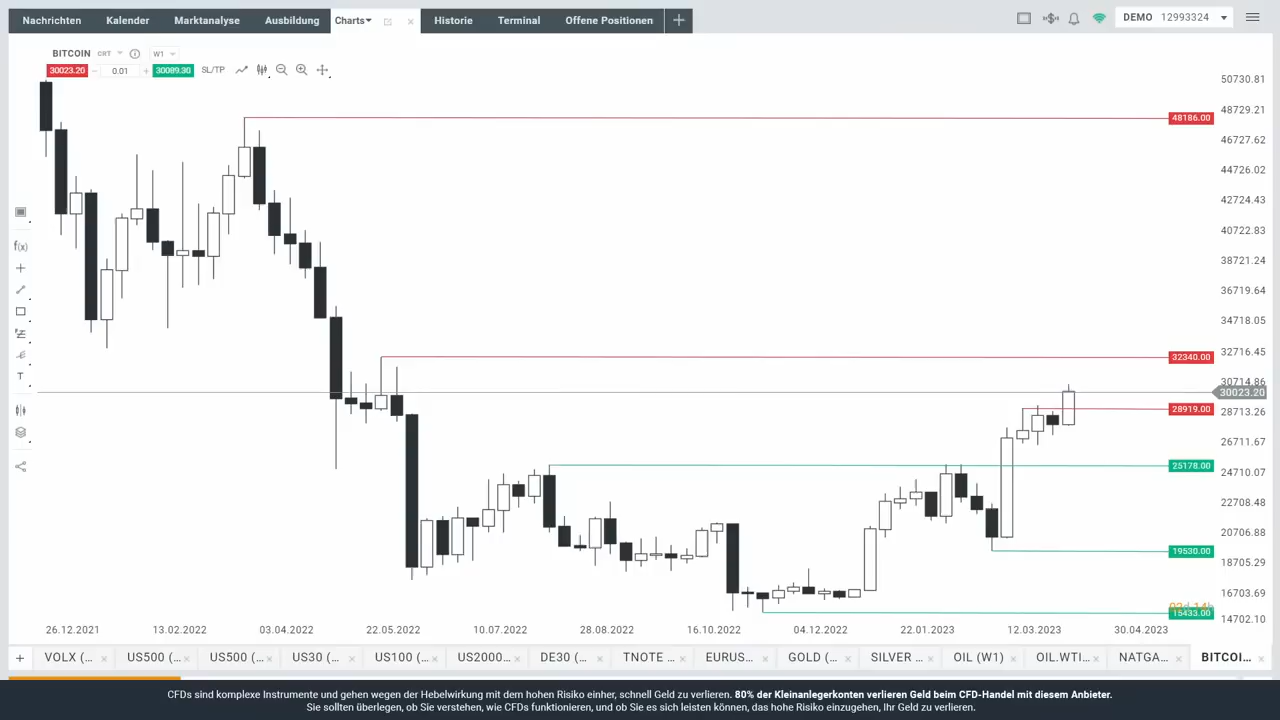 Nachrichten Kalender Marktanalyse Ausbildung Charts Historie Terminal Offene Positionen DEMO 12993324
BITCOIN CRT W1
30023.20 0.01 30089.30 SL/TP
50730.81
48729.21
48186.00
46727.62
44726.02
42724.43
40722.83
38721.24
36719.64
34718.05
32716.45
32340.00
30714.86
30023.20
28919.00
28713.26
26711.67
25178.00
24710.07
22708.48
20706.88
19530.00
18705.29
16703.69
15433.00
14702.10
f(x)
T
26.12.2021 13.02.2022 03.04.2022 22.05.2022 10.07.2022 28.08.2022 16.10.2022 04.12.2022 22.01.2023 12.03.2023 30.04.2023
VOLX (... US500 (... US500 (... US30 (... US100 (... US2000... DE30 (... TNOTE ... EURUS... GOLD (... SILVER ... OIL (W1) OIL.WTI... NATGA... BITCOI...
CFDs sind komplexe Instrumente und gehen wegen der Hebelwirkung mit dem hohen Risiko einher, schnell Geld zu verlieren. 80% der Kleinanlegerkonten verlieren Geld beim CFD-Handel mit diesem Anbieter.
Sie sollten überlegen, ob Sie verstehen, wie CFDs funktionieren, und ob Sie es sich leisten können, das hohe Risiko einzugehen, Ihr Geld zu verlieren.